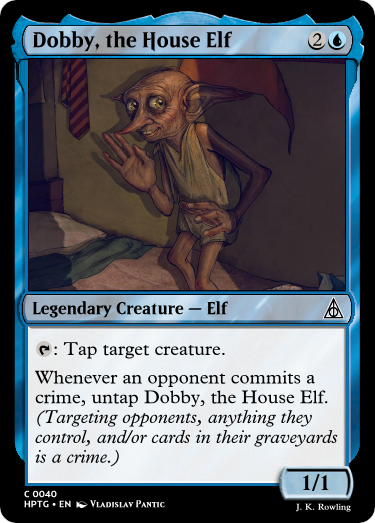 Dobby, the House Elf 2
Legendary Creature — Elf
: Tap target creature.
Whenever an opponent commits a
crime, untap Dobby, the House Elf.
(Targeting opponents, anything they
control, and/or cards in their graveyards
is a crime.)
1/1
C 0040
HPTG • EN Vladislav Pantic
J. K. Rowling